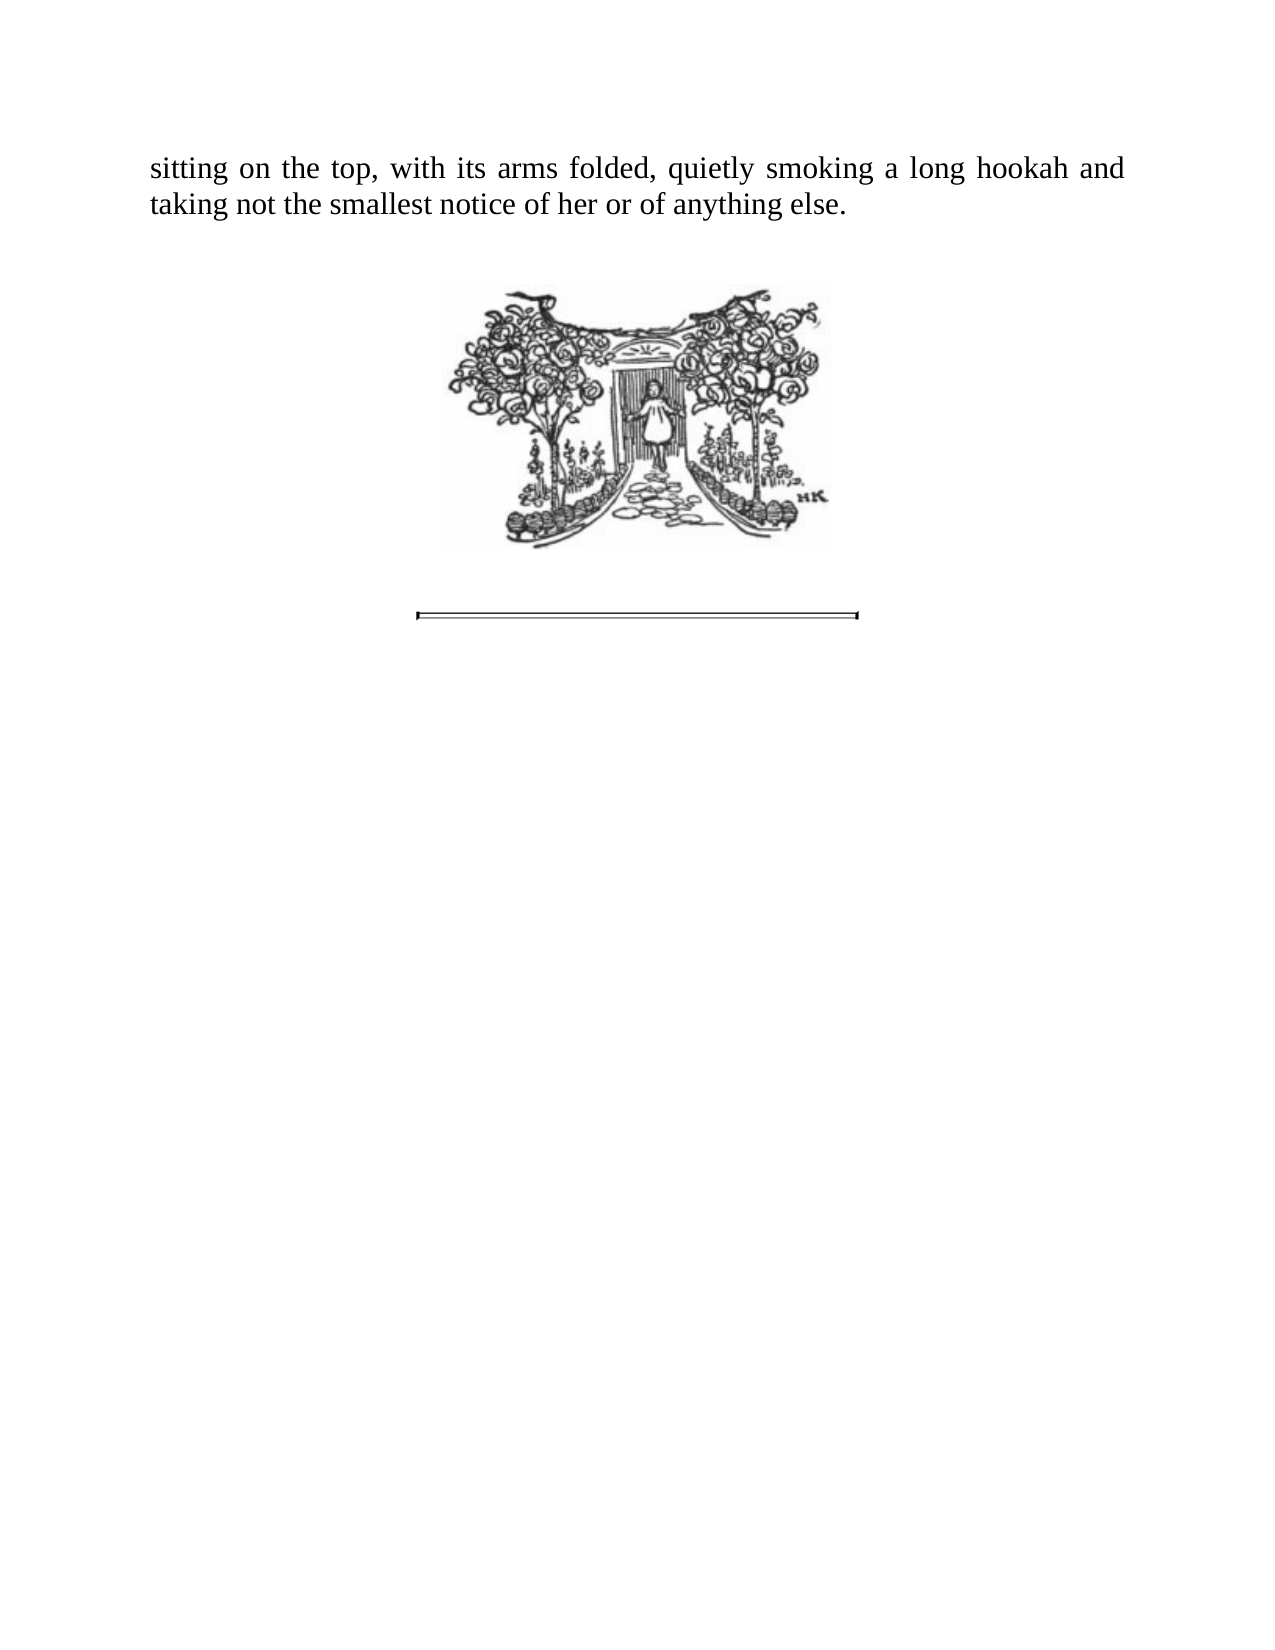 sitting on the top, with its arms folded, quietly smoking a long hookah and
taking not the smallest notice of her or of anything else.
HK